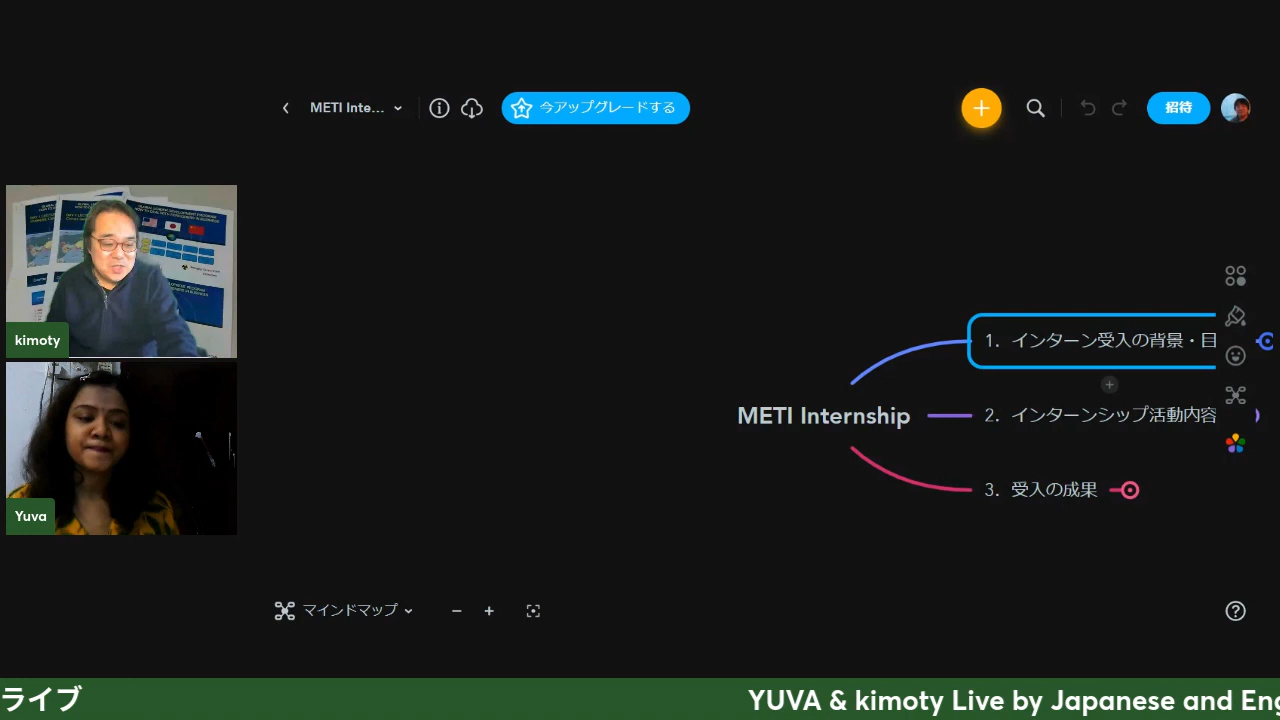 METI Inte...
今アップグレードする
招待
kimoty
Yuva
METI Internship
1. インターン受入の背景・目
2. インターンシップ活動内容
3. 受入の成果
マインドマップ
ライブ
YUVA & kimoty Live by Japanese and Eng